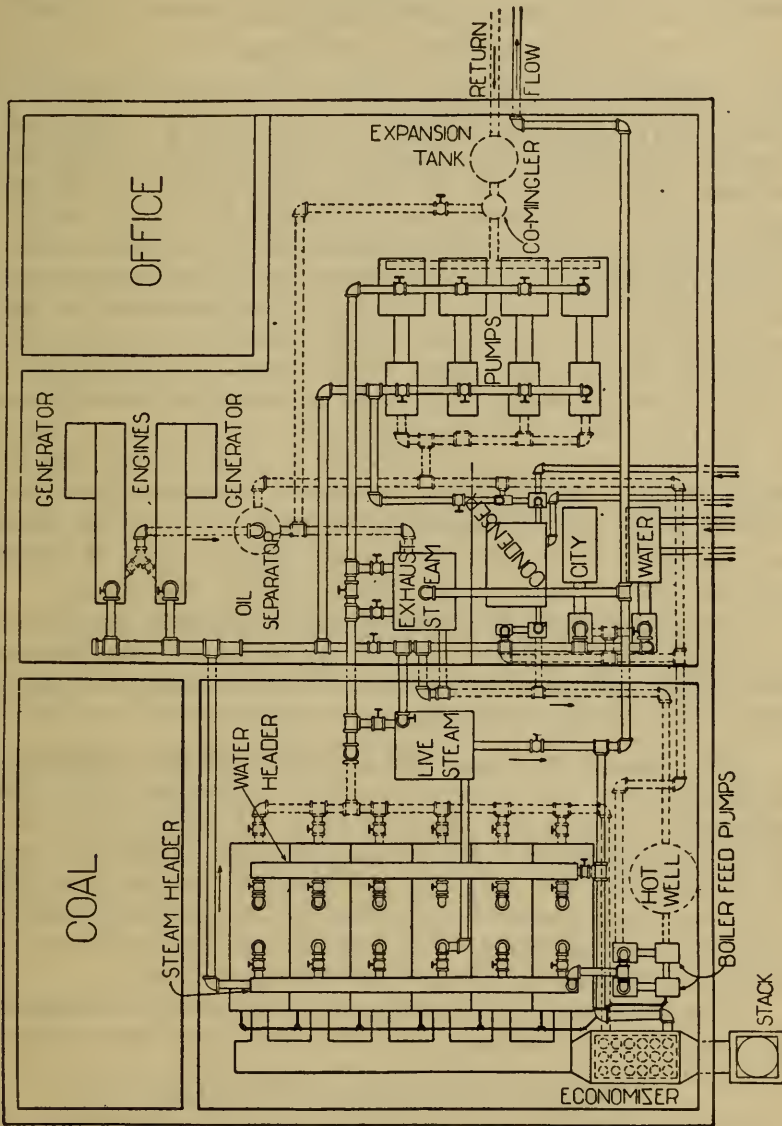 OFFICE
COAL
RETURN
FLOW
EXPANSION
TANK
CO-MINGLER
GENERATOR
ENGINES
GENERATOR
OIL
SEPARATOR
PUMPS
EXHAUS
STEAM
CONDENSER
CITY
WATER
LIVE
STEAM
WATER
HEADER
STEAM HEADER
HOT
WELL
BOILER FEED PUMPS
ECONOMIZER
STACK